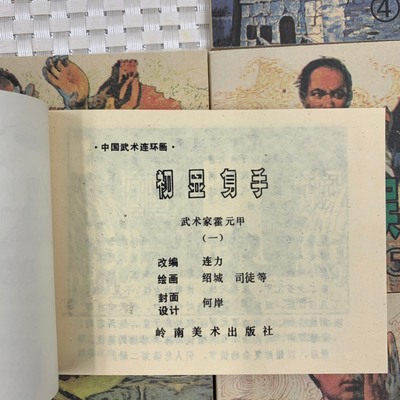 ④
·中国武术连环画·
初显身手
武术家霍元甲
（一）
改编 连力
绘画 绍城 司徒等
封面设计 何岸
岭南美术出版社